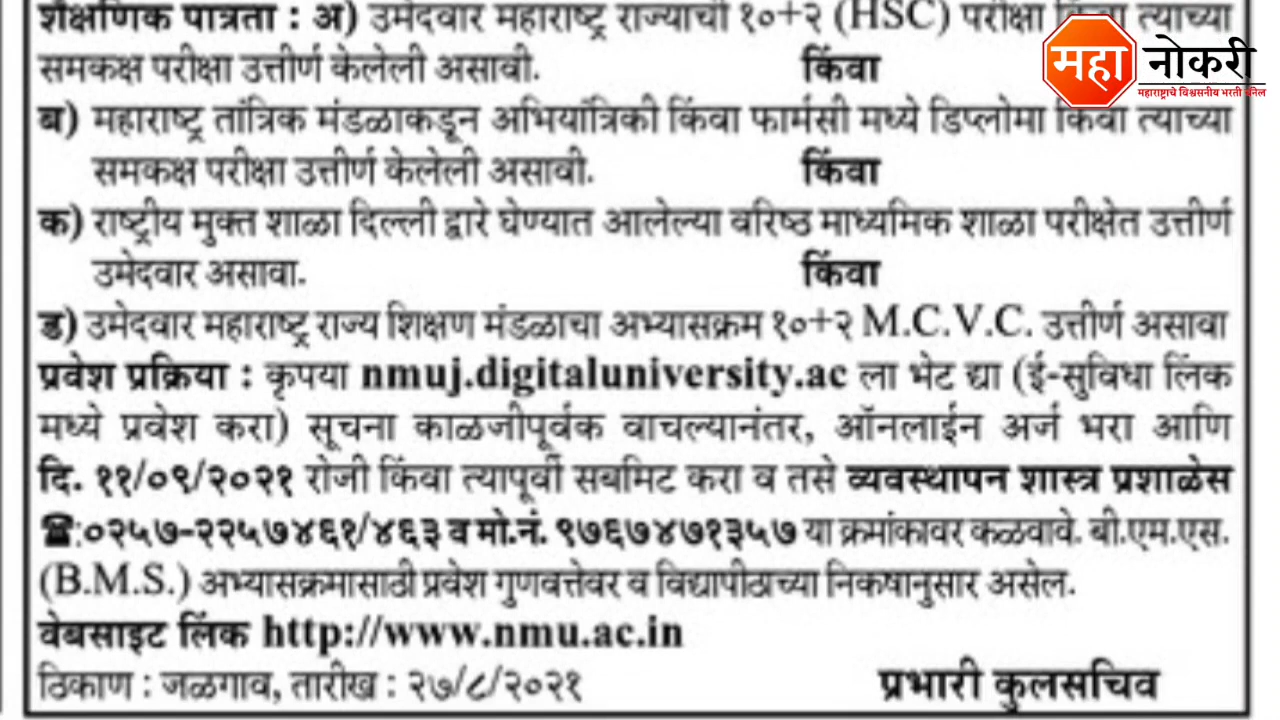 शैक्षणिक पात्रता : अ) उमेदवार महाराष्ट्र राज्याची १०+२ (HSC) परीक्षा किंवा त्याच्या
समकक्ष परीक्षा उत्तीर्ण केलेली असावी. किंवा
ब) महाराष्ट्र तांत्रिक मंडळाकडून अभियांत्रिकी किंवा फार्मसी मध्ये डिप्लोमा किंवा त्याच्या
समकक्ष परीक्षा उत्तीर्ण केलेली असावी. किंवा
क) राष्ट्रीय मुक्त शाळा दिल्ली द्वारे घेण्यात आलेल्या वरिष्ठ माध्यमिक शाळा परीक्षेत उत्तीर्ण
उमेदवार असावा. किंवा
ड) उमेदवार महाराष्ट्र राज्य शिक्षण मंडळाचा अभ्यासक्रम १०+२ M.C.V.C. उत्तीर्ण असावा
प्रवेश प्रक्रिया : कृपया nmuj.digitaluniversity.ac ला भेट द्या (ई-सुविधा लिंक
मध्ये प्रवेश करा) सूचना काळजीपूर्वक वाचल्यानंतर, ऑनलाईन अर्ज भरा आणि
दि. ११/०९/२०२१ रोजी किंवा त्यापूर्वी सबमिट करा व तसे व्यवस्थापन शास्त्र प्रशाळेस
☎:०२५७-२२५७४६१/४६३ व मो.नं. ९७६७४७१३५७ या क्रमांकावर कळवावे. बी.एम.एस.
(B.M.S.) अभ्यासक्रमासाठी प्रवेश गुणवत्तेवर व विद्यापीठाच्या निकषानुसार असेल.
वेबसाइट लिंक http://www.nmu.ac.in
ठिकाण : जळगाव, तारीख : २७/८/२०२१ प्रभारी कुलसचिव
महा नोकरी
महाराष्ट्राचे विश्वसनीय भरती चॅनेल